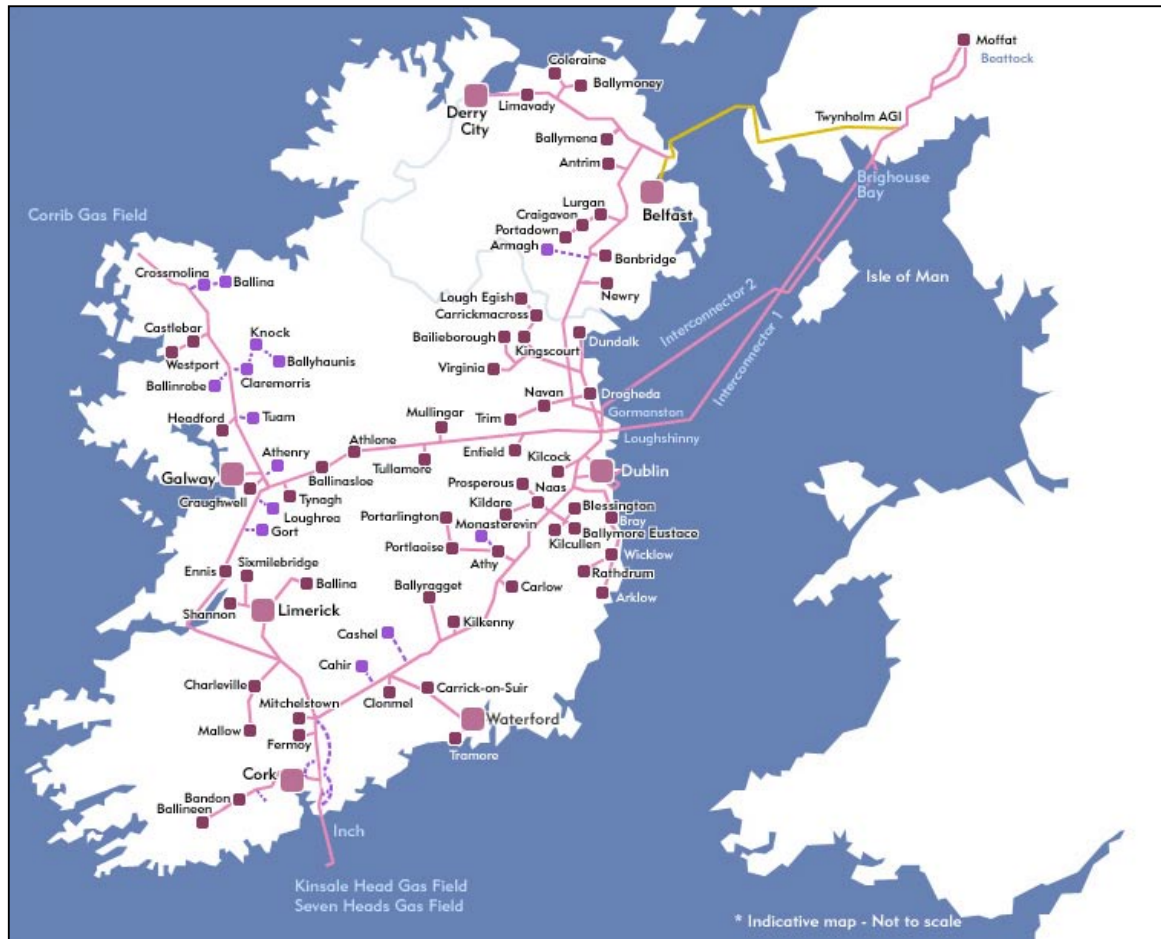 Moffat
Beattock
Coleraine
Ballymoney
Limavady
Derry
City
Twynholm AGI
Ballymena
Antrim
Brighouse
Bay
Belfast
Lurgan
Craigavon
Portadown
Armagh
Banbridge
Corrib Gas Field
Isle of Man
Crossmolina
Ballina
Newry
Interconnector 2
Interconnector 1
Lough Egish
Carrickmacross
Castlebar
Knock
Bailieborough
Kingscourt
Dundalk
Westport
Ballyhaunis
Virginia
Ballinrobe
Claremorris
Navan
Drogheda
Gormanston
Headford
Tuam
Mullingar
Trim
Loughshinny
Athlone
Enfield
Athenry
Tullamore
Kilcock
Dublin
Galway
Ballinasloe
Prosperous
Naas
Craughwell
Tynagh
Kildare
Blessington
Loughrea
Portarlington
Monasterevin
Bray
Gort
Kilcullen
Ballymore Eustace
Portlaoise
Athy
Wicklow
Sixmilebridge
Ennis
Rathdrum
Ballina
Ballyragget
Carlow
Arklow
Shannon
Limerick
Kilkenny
Cashel
Cahir
Charleville
Carrick-on-Suir
Mitchelstown
Clonmel
Waterford
Mallow
Fermoy
Tramore
Cork
Bandon
Ballineen
Inch
Kinsale Head Gas Field
Seven Heads Gas Field
* Indicative map - Not to scale